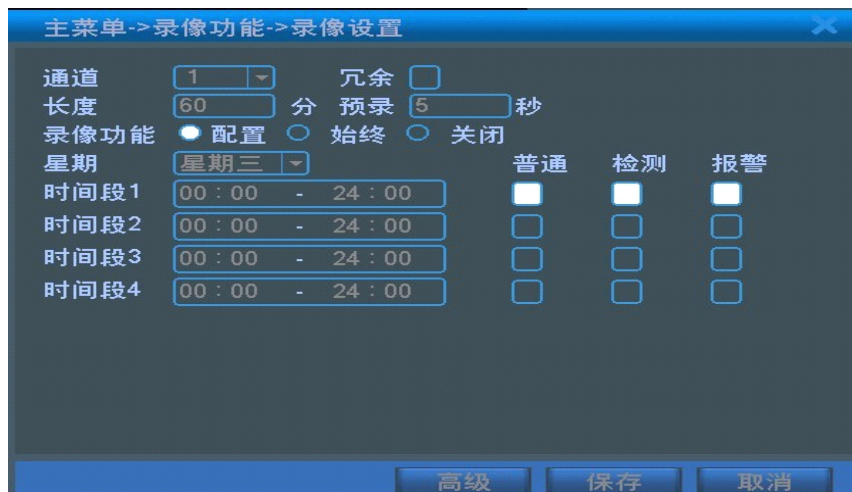 主菜单->录像功能->录像设置
通道 1 冗余
长度 60 分 预录 5 秒
录像功能 配置 始终 关闭
星期 星期三 普通 检测 报警
时间段1 00：00 - 24：00
时间段2 00：00 - 24：00
时间段3 00：00 - 24：00
时间段4 00：00 - 24：00
高级 保存 取消